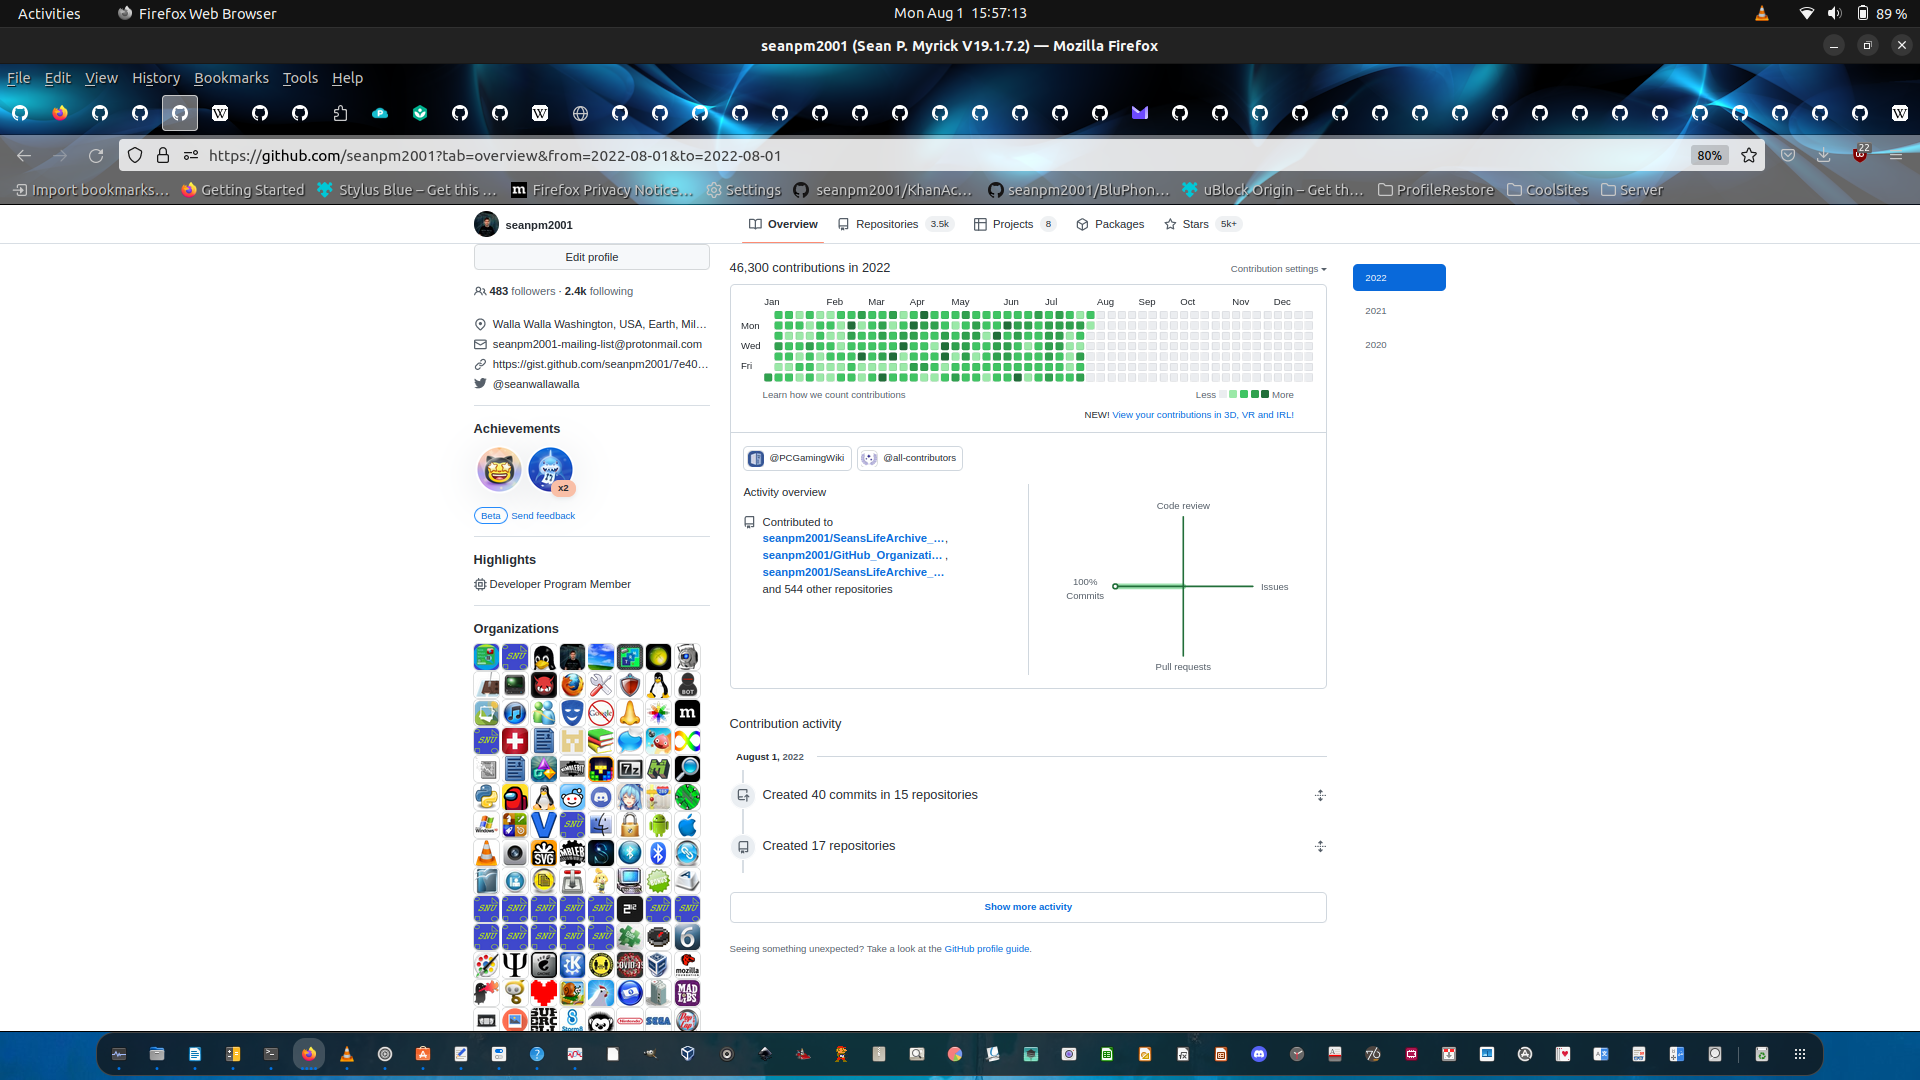 Activities
Firefox Web Browser
Mon Aug 1 15:57:13
89 %
seanpm2001 (Sean P. Myrick V19.1.7.2) — Mozilla Firefox
File Edit View History Bookmarks Tools Help
https://github.com/seanpm2001?tab=overview&from=2022-08-01&to=2022-08-01
80%
22
Import bookmarks…
Getting Started
Stylus Blue – Get this …
Firefox Privacy Notice…
Settings
seanpm2001/KhanAc…
seanpm2001/BluPhon…
uBlock Origin – Get th…
ProfileRestore
CoolSites
Server
seanpm2001
Overview
Repositories 3.5k
Projects 8
Packages
Stars 5k+
Edit profile
483 followers · 2.4k following
Walla Walla Washington, USA, Earth, Mil…
seanpm2001-mailing-list@protonmail.com
https://gist.github.com/seanpm2001/7e40…
@seanwallawalla
Achievements
x2
Beta Send feedback
Highlights
Developer Program Member
Organizations
46,300 contributions in 2022
Contribution settings
Jan Feb Mar Apr May Jun Jul Aug Sep Oct Nov Dec
Mon
Wed
Fri
Learn how we count contributions
Less More
NEW! View your contributions in 3D, VR and IRL!
@PCGamingWiki
@all-contributors
Activity overview
Contributed to
seanpm2001/SeansLifeArchive_…,
seanpm2001/GitHub_Organizati… ,
seanpm2001/SeansLifeArchive_…
and 544 other repositories
Code review
100%
Commits
Issues
Pull requests
Contribution activity
August 1, 2022
Created 40 commits in 15 repositories
Created 17 repositories
Show more activity
Seeing something unexpected? Take a look at the GitHub profile guide.
2022
2021
2020